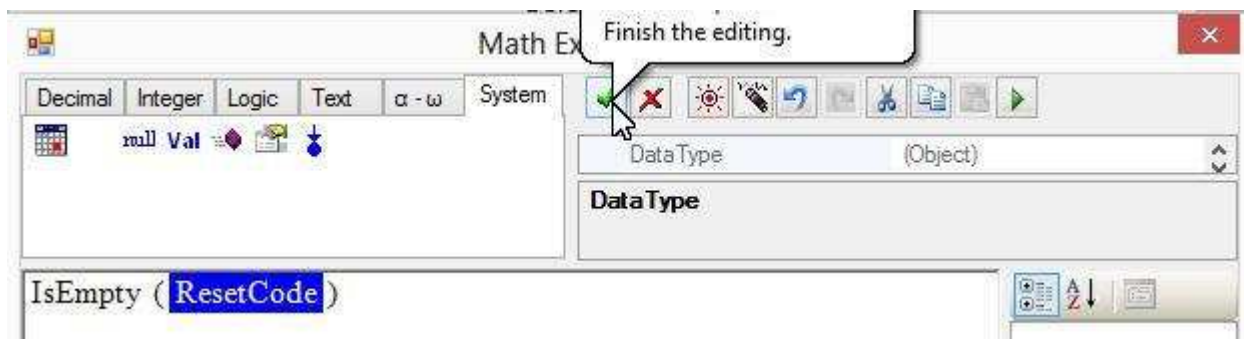 Finish the editing.
Math Ex
Decimal Integer Logic Text α - ω System
null Val
DataType (Object)
DataType
IsEmpty ( ResetCode )
A
Z